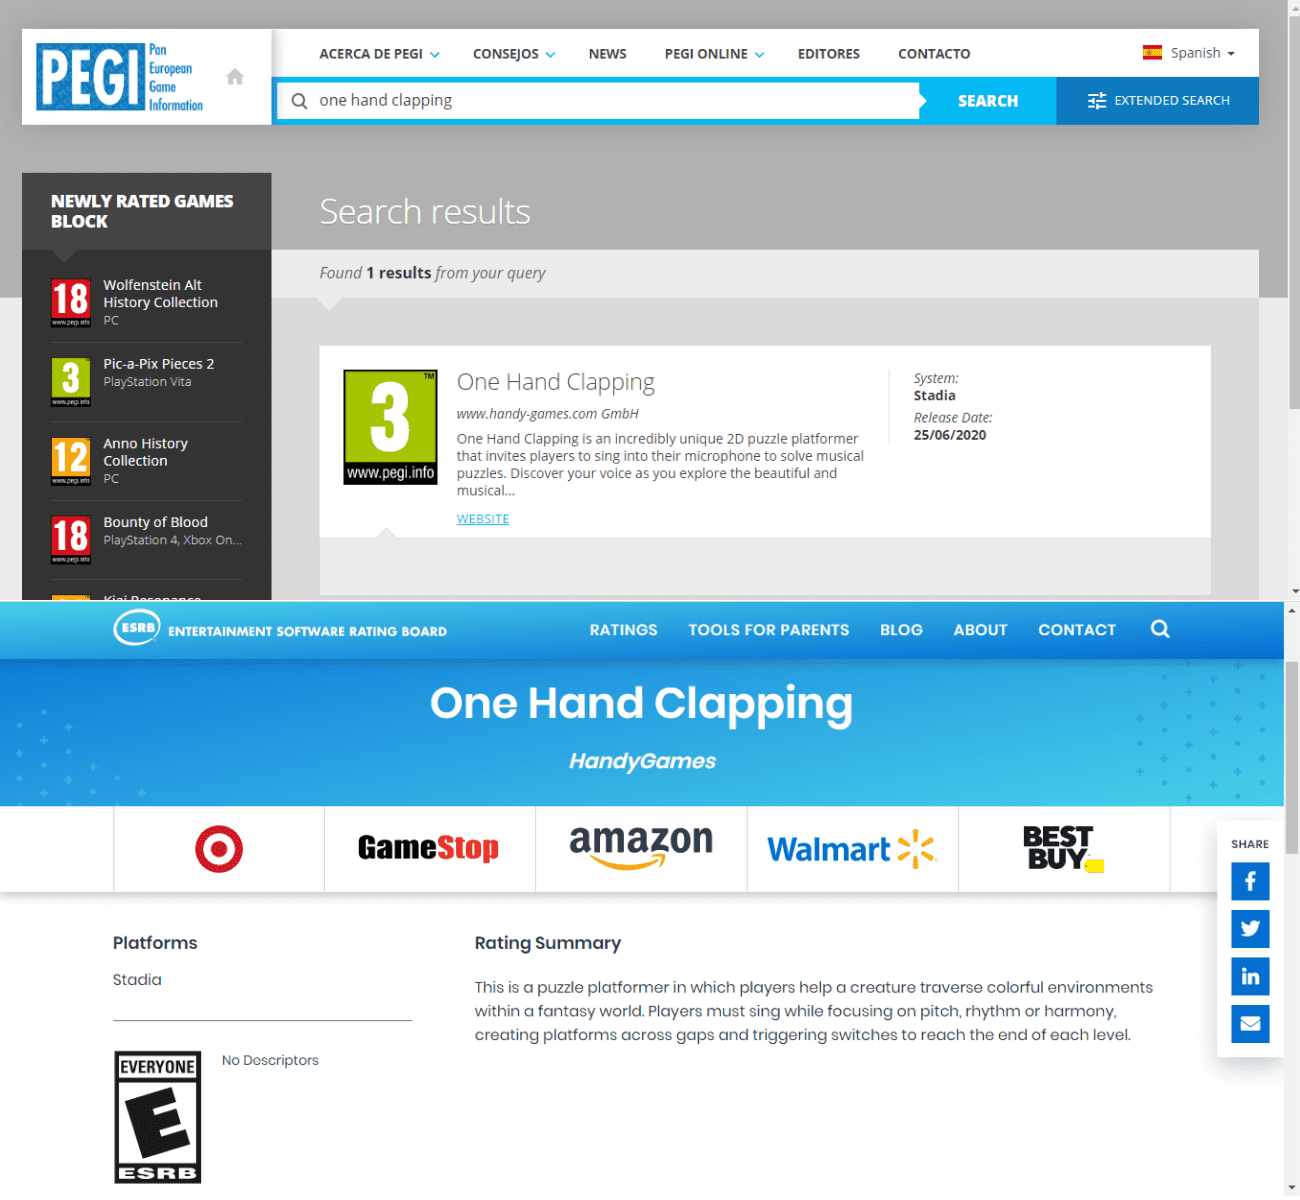 PEGI
Pan
European
Game
Information
ACERCA DE PEGI
CONSEJOS
NEWS
PEGI ONLINE
EDITORES
CONTACTO
Spanish
one hand clapping
SEARCH
EXTENDED SEARCH
NEWLY RATED GAMES
BLOCK
18
www.pegi.info
Wolfenstein Alt
History Collection
PC
3
www.pegi.info
Pic-a-Pix Pieces 2
PlayStation Vita
12
www.pegi.info
Anno History
Collection
PC
18
www.pegi.info
Bounty of Blood
PlayStation 4, Xbox On...
Kiai Resonance
Search results
Found 1 results from your query
3
TM
www.pegi.info
One Hand Clapping
www.handy-games.com GmbH
One Hand Clapping is an incredibly unique 2D puzzle platformer
that invites players to sing into their microphone to solve musical
puzzles. Discover your voice as you explore the beautiful and
musical...
WEBSITE
System:
Stadia
Release Date:
25/06/2020
ESRB ENTERTAINMENT SOFTWARE RATING BOARD
RATINGS
TOOLS FOR PARENTS
BLOG
ABOUT
CONTACT
One Hand Clapping
HandyGames
GameStop
amazon
Walmart
BEST
BUY
SHARE
Platforms
Stadia
EVERYONE
E
ESRB
No Descriptors
Rating Summary
This is a puzzle platformer in which players help a creature traverse colorful environments
within a fantasy world. Players must sing while focusing on pitch, rhythm or harmony,
creating platforms across gaps and triggering switches to reach the end of each level.